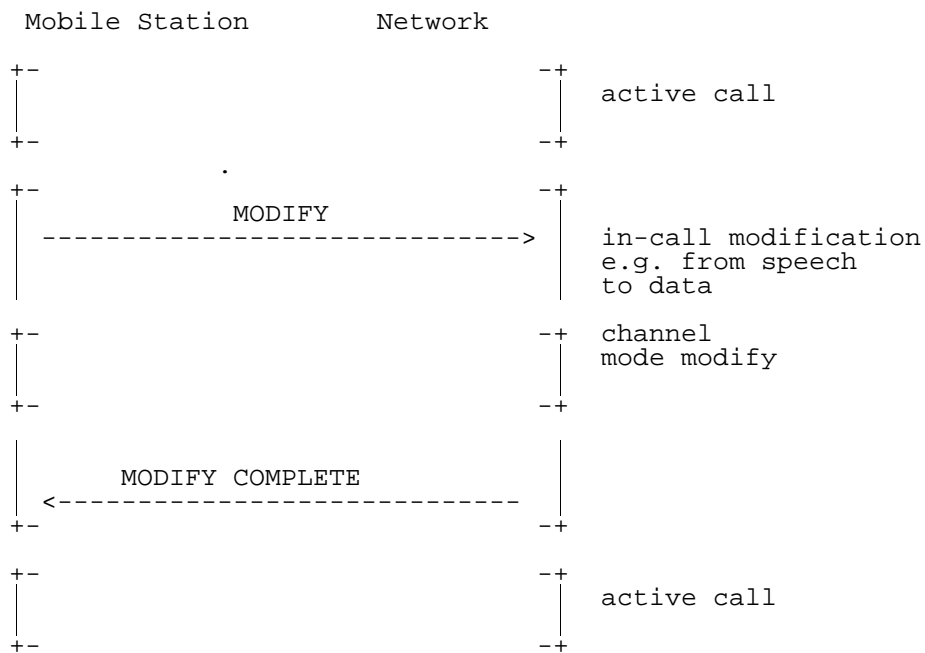 Mobile Station Network
+- -+
active call
+- -+
.
+- -+
MODIFY
------------------------------> in-call modification
e.g. from speech
to data
+- -+ channel
mode modify
+- -+
MODIFY COMPLETE
<-----------------------------
+- -+
+- -+
active call
+- -+